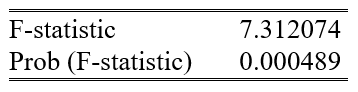 F-statistic 7.312074
Prob (F-statistic) 0.000489